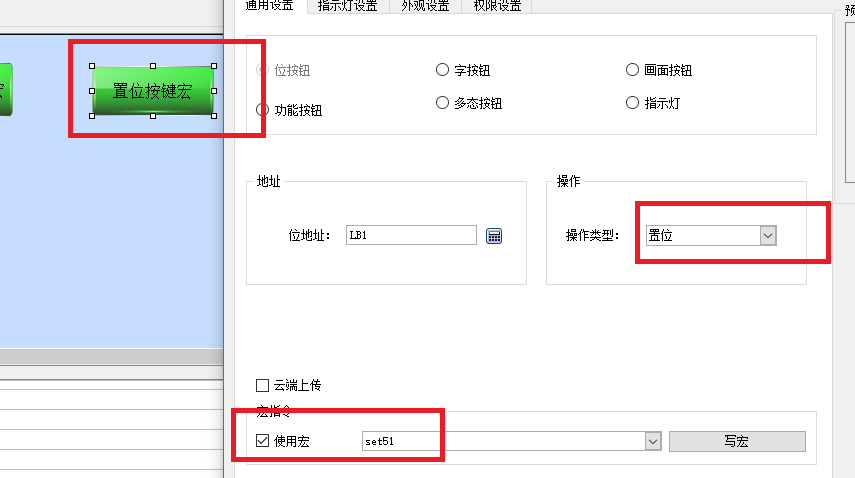 通用设置 指示灯设置 外观设置 权限设置
预
置位按键宏
位按钮 字按钮 画面按钮
功能按钮 多态按钮 指示灯
地址 操作
位地址： LB1 操作类型： 置位
云端上传
宏指令
使用宏 set51 写宏